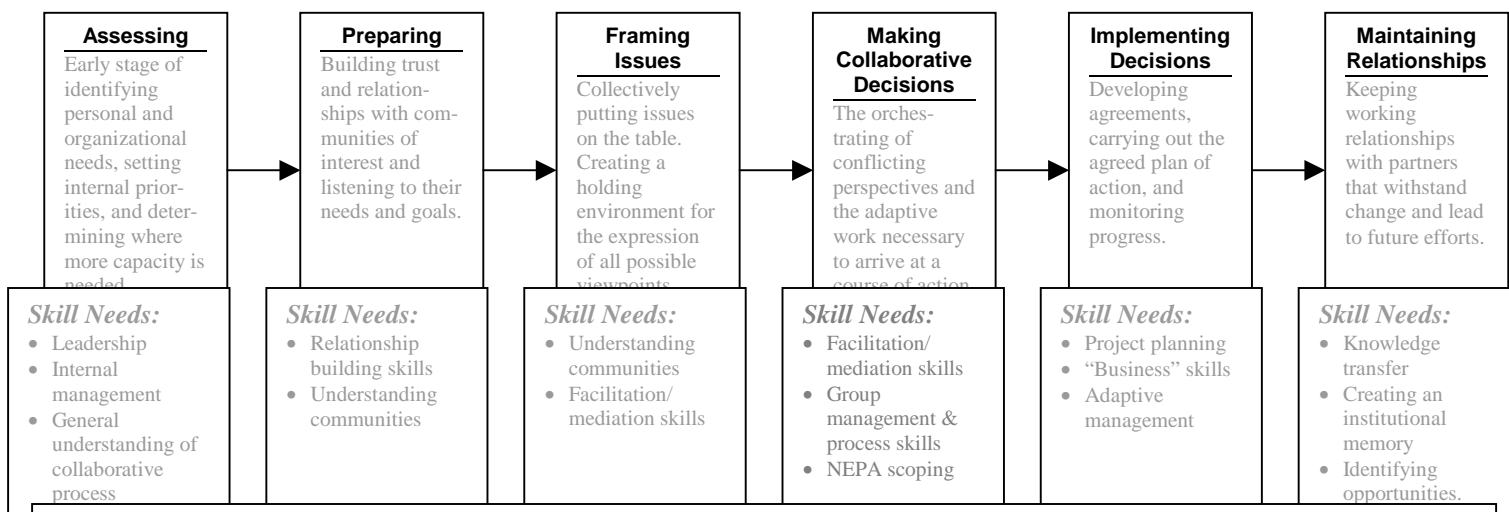 Assessing
Early stage of
identifying
personal and
organizational
needs, setting
internal prior-
ities, and deter-
mining where
more capacity is
needed
Preparing
Building trust
and relation-
ships with com-
munities of
interest and
listening to their
needs and goals.
Framing
Issues
Collectively
putting issues
on the table.
Creating a
holding
environment for
the expression
of all possible
viewpoints
Making
Collaborative
Decisions
The orches-
trating of
conflicting
perspectives and
the adaptive
work necessary
to arrive at a
course of action
Implementing
Decisions
Developing
agreements,
carrying out the
agreed plan of
action, and
monitoring
progress.
Maintaining
Relationships
Keeping
working
relationships
with partners
that withstand
change and lead
to future efforts.
Skill Needs:
• Leadership
• Internal
management
• General
understanding of
collaborative
process
Skill Needs:
• Relationship
building skills
• Understanding
communities
Skill Needs:
• Understanding
communities
• Facilitation/
mediation skills
Skill Needs:
• Facilitation/
mediation skills
• Group
management &
process skills
• NEPA scoping
Skill Needs:
• Project planning
• “Business” skills
• Adaptive
management
Skill Needs:
• Knowledge
transfer
• Creating an
institutional
memory
• Identifying
opportunities.